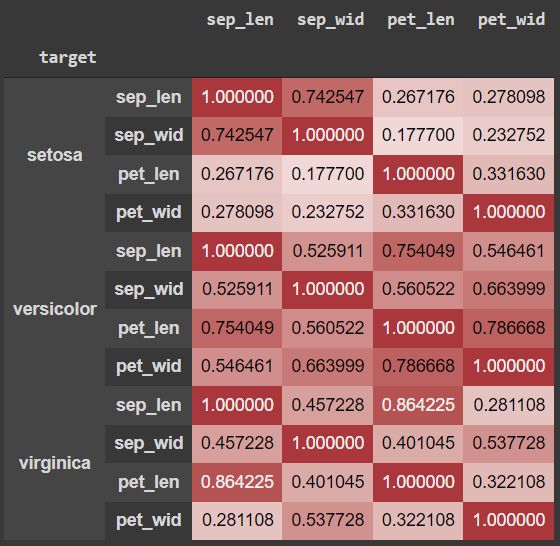 sep_len sep_wid pet_len pet_wid
target
setosa sep_len 1.000000 0.742547 0.267176 0.278098
sep_wid 0.742547 1.000000 0.177700 0.232752
pet_len 0.267176 0.177700 1.000000 0.331630
pet_wid 0.278098 0.232752 0.331630 1.000000
versicolor sep_len 1.000000 0.525911 0.754049 0.546461
sep_wid 0.525911 1.000000 0.560522 0.663999
pet_len 0.754049 0.560522 1.000000 0.786668
pet_wid 0.546461 0.663999 0.786668 1.000000
virginica sep_len 1.000000 0.457228 0.864225 0.281108
sep_wid 0.457228 1.000000 0.401045 0.537728
pet_len 0.864225 0.401045 1.000000 0.322108
pet_wid 0.281108 0.537728 0.322108 1.000000